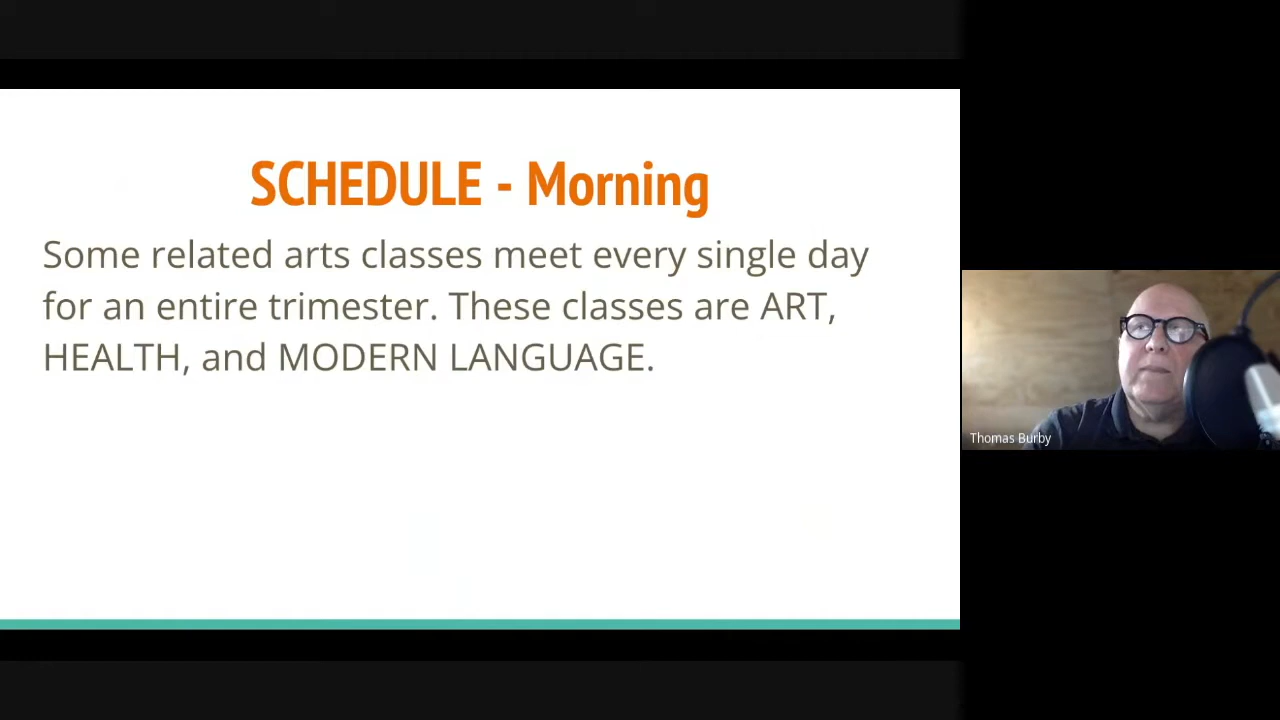 SCHEDULE - Morning
Some related arts classes meet every single day
for an entire trimester. These classes are ART,
HEALTH, and MODERN LANGUAGE.
Thomas Burby